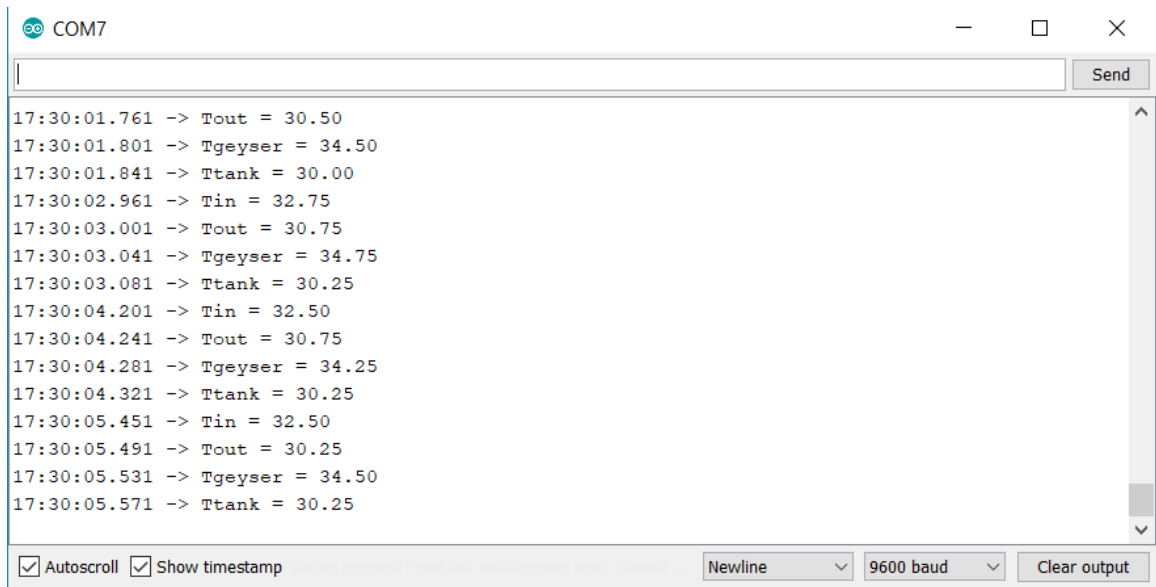 COM7
Send
17:30:01.761 -> Tout = 30.50
17:30:01.801 -> Tgeyser = 34.50
17:30:01.841 -> Ttank = 30.00
17:30:02.961 -> Tin = 32.75
17:30:03.001 -> Tout = 30.75
17:30:03.041 -> Tgeyser = 34.75
17:30:03.081 -> Ttank = 30.25
17:30:04.201 -> Tin = 32.50
17:30:04.241 -> Tout = 30.75
17:30:04.281 -> Tgeyser = 34.25
17:30:04.321 -> Ttank = 30.25
17:30:05.451 -> Tin = 32.50
17:30:05.491 -> Tout = 30.25
17:30:05.531 -> Tgeyser = 34.50
17:30:05.571 -> Ttank = 30.25
Autoscroll Show timestamp Newline 9600 baud Clear output